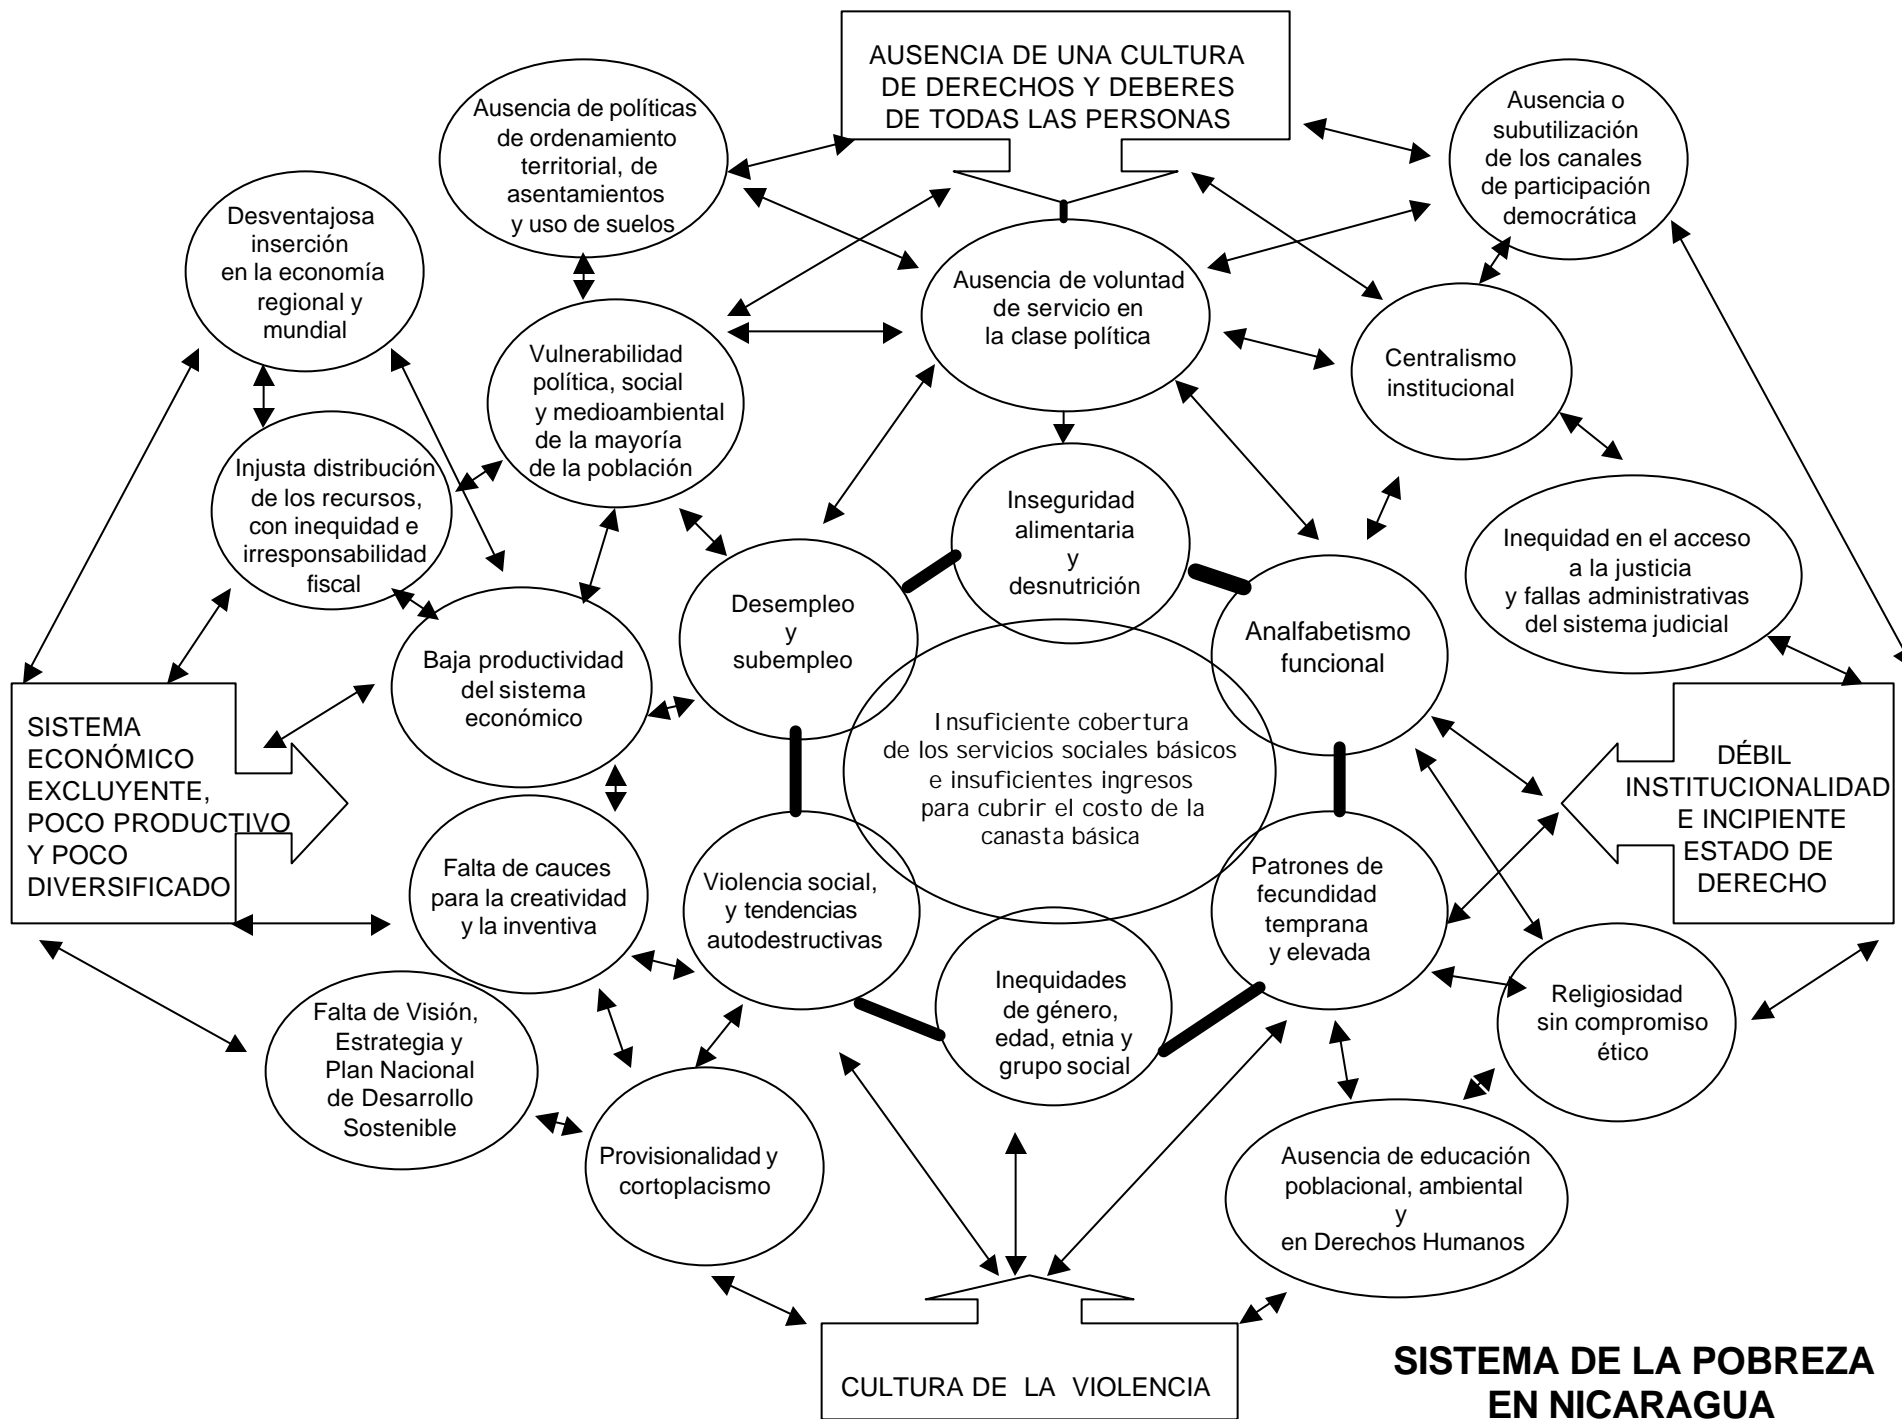 AUSENCIA DE UNA CULTURA
DE DERECHOS Y DEBERES
DE TODAS LAS PERSONAS
Ausencia de políticas
de ordenamiento
territorial, de
asentamientos
y uso de suelos
Ausencia o
subutilización
de los canales
de participación
democrática
Desventajosa
inserción
en la economía
regional y
mundial
Ausencia de voluntad
de servicio en
la clase política
Vulnerabilidad
política, social
y medioambiental
de la mayoría
de la población
Centralismo
institucional
Injusta distribución
de los recursos,
con inequidad e
irresponsabilidad
fiscal
Inseguridad
alimentaria
y
desnutrición
Inequidad en el acceso
a la justicia
y fallas administrativas
del sistema judicial
Desempleo
y
subempleo
Analfabetismo
funcional
Baja productividad
del sistema
económico
SISTEMA
ECONÓMICO
EXCLUYENTE,
POCO PRODUCTIVO
Y POCO
DIVERSIFICADO
Insuficiente cobertura
de los servicios sociales básicos
e insuficientes ingresos
para cubrir el costo de la
canasta básica
DÉBIL
INSTITUCIONALIDAD
E INCIPIENTE
ESTADO DE
DERECHO
Falta de cauces
para la creatividad
y la inventiva
Violencia social,
y tendencias
autodestructivas
Patrones de
fecundidad
temprana
y elevada
Inequidades
de género,
edad, etnia y
grupo social
Religiosidad
sin compromiso
ético
Falta de Visión,
Estrategia y
Plan Nacional
de Desarrollo
Sostenible
Provisionalidad y
cortoplacismo
Ausencia de educación
poblacional, ambiental
y
en Derechos Humanos
CULTURA DE LA VIOLENCIA
SISTEMA DE LA POBREZA
EN NICARAGUA